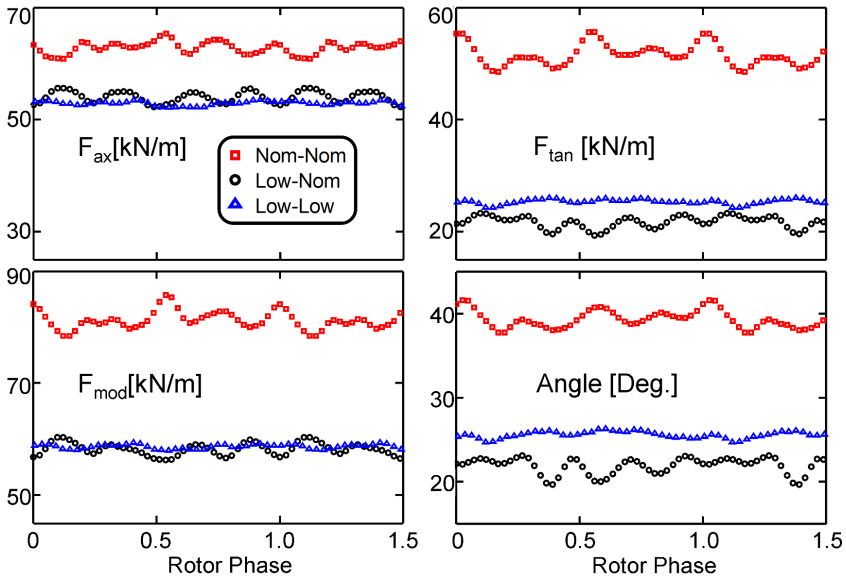 70
50
30
F_ax[kN/m]
Nom-Nom
Low-Nom
Low-Low
60
40
20
F_tan [kN/m]
90
70
50
F_mod[kN/m]
0
0.5
1.0
1.5
Rotor Phase
40
30
20
Angle [Deg.]
0
0.5
1.0
1.5
Rotor Phase